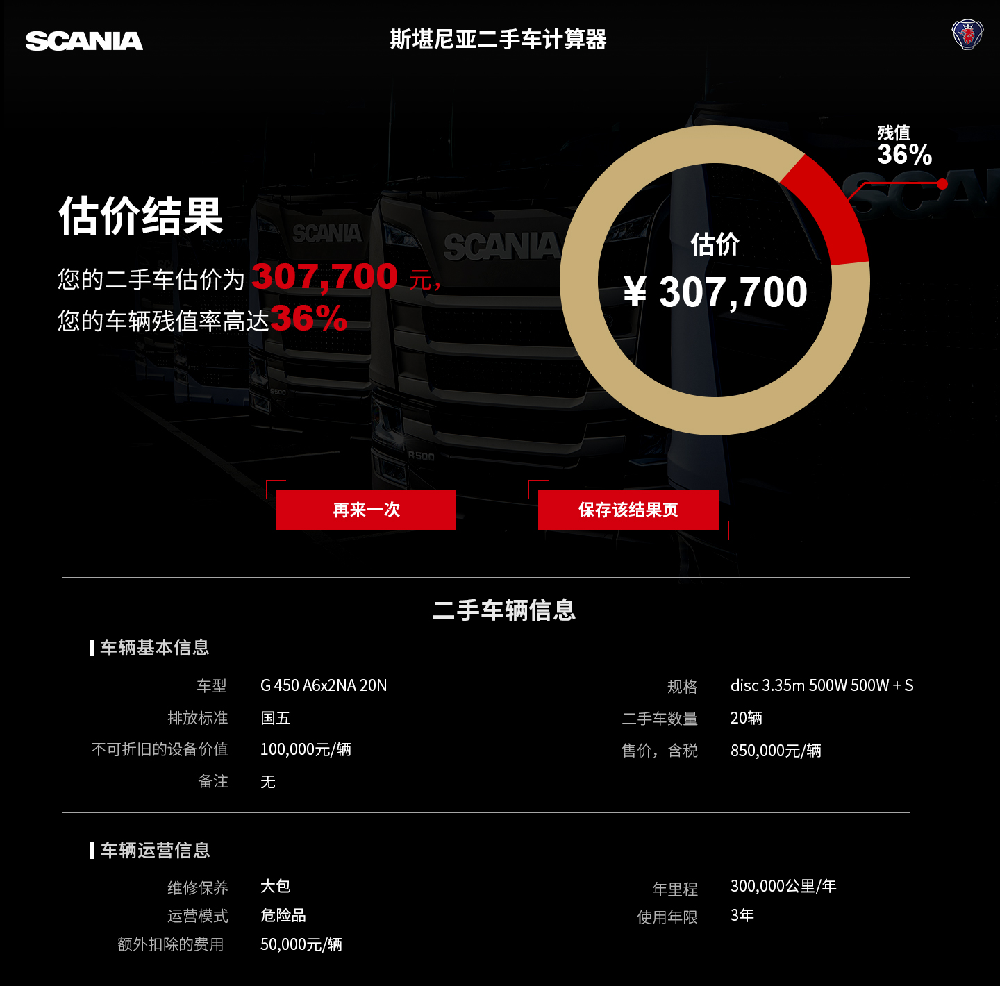 SCANIA
斯堪尼亚二手车计算器
残值
36%
SCANIA
SCANIA
SCAN
估价结果
您的二手车估价为 307,700 元，
您的车辆残值率高达36%
估价
¥ 307,700
R500
再来一次
保存该结果页
二手车辆信息
车辆基本信息
车型 G 450 A6x2NA 20N
规格 disc 3.35m 500W 500W + S
排放标准 国五
二手车数量 20辆
不可折旧的设备价值 100,000元/辆
售价，含税 850,000元/辆
备注 无
车辆运营信息
维修保养 大包
年里程 300,000公里/年
运营模式 危险品
使用年限 3年
额外扣除的费用 50,000元/辆